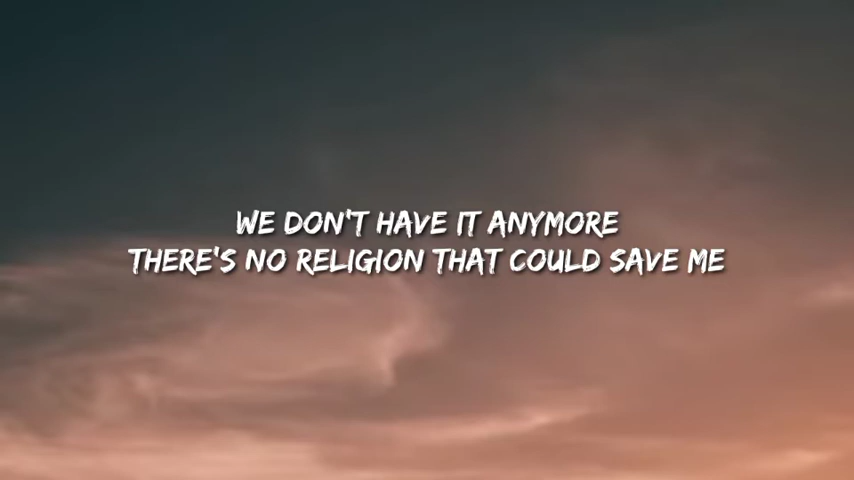 WE DON'T HAVE IT ANYMORE
THERE'S NO RELIGION THAT COULD SAVE ME